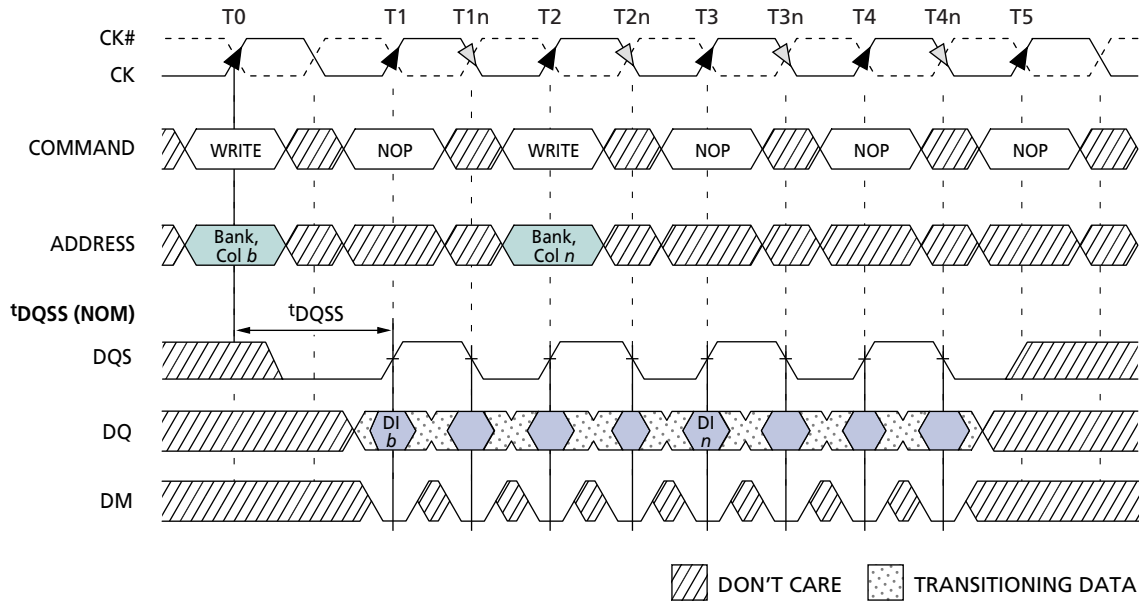 T0 T1 T1n T2 T2n T3 T3n T4 T4n T5
CK#
CK
COMMAND WRITE NOP WRITE NOP NOP NOP
ADDRESS Bank, Col b Bank, Col n
tDQSS (NOM) tDQSS
DQS
DQ DI b DI n
DM
DON'T CARE TRANSITIONING DATA